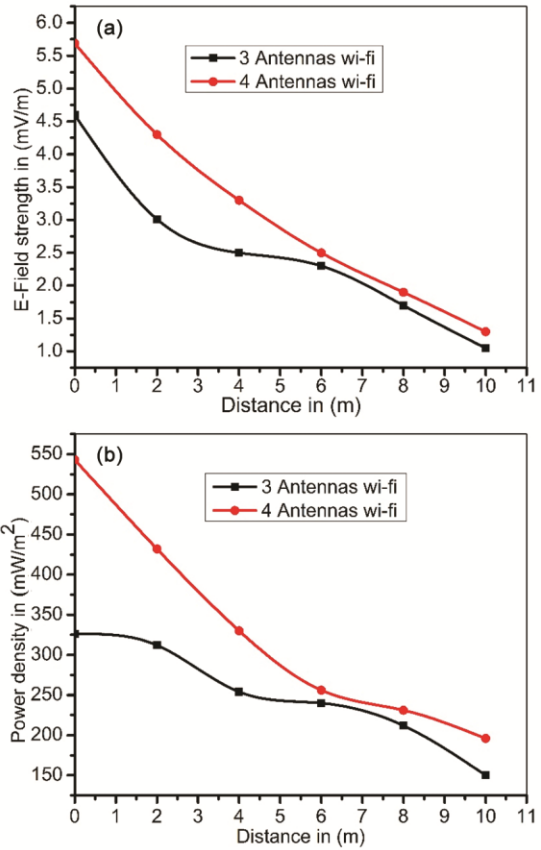 (a)
3 Antennas wi-fi
4 Antennas wi-fi
E-Field strength in (mV/m)
6.0
5.5
5.0
4.5
4.0
3.5
3.0
2.5
2.0
1.5
1.0
0 1 2 3 4 5 6 7 8 9 10 11
Distance in (m)
(b)
3 Antennas wi-fi
4 Antennas wi-fi
Power density in (mW/m²)
550
500
450
400
350
300
250
200
150
0 1 2 3 4 5 6 7 8 9 10 11
Distance in (m)